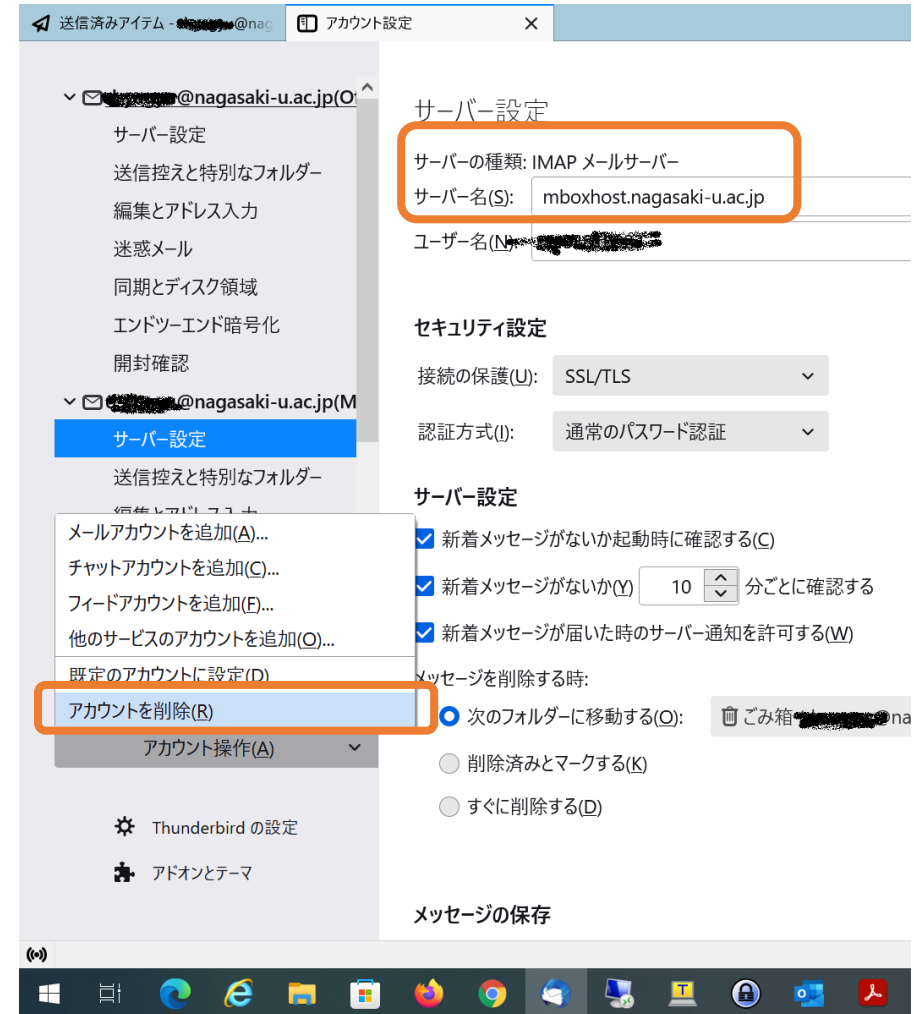 送信済みアイテム - @nag
アカウント設定
@nagasaki-u.ac.jp(O
サーバー設定
送信控えと特別なフォルダー
編集とアドレス入力
迷惑メール
同期とディスク領域
エンドツーエンド暗号化
開封確認
@nagasaki-u.ac.jp(M
サーバー設定
送信控えと特別なフォルダー
編集とアドレス入力
メールアカウントを追加(A)...
チャットアカウントを追加(C)...
フィードアカウントを追加(F)...
他のサービスのアカウントを追加(O)...
既定のアカウントに設定(D)
アカウントを削除(R)
アカウント操作(A)
Thunderbird の設定
アドオンとテーマ
サーバー設定
サーバーの種類: IMAP メールサーバー
サーバー名(S): mboxhost.nagasaki-u.ac.jp
ユーザー名(N):
セキュリティ設定
接続の保護(U): SSL/TLS
認証方式(I): 通常のパスワード認証
サーバー設定
新着メッセージがないか起動時に確認する(C)
新着メッセージがないか(Y) 10 分ごとに確認する
新着メッセージが届いた時のサーバー通知を許可する(W)
メッセージを削除する時:
次のフォルダーに移動する(O): ごみ箱 @na
削除済みとマークする(K)
すぐに削除する(D)
メッセージの保存